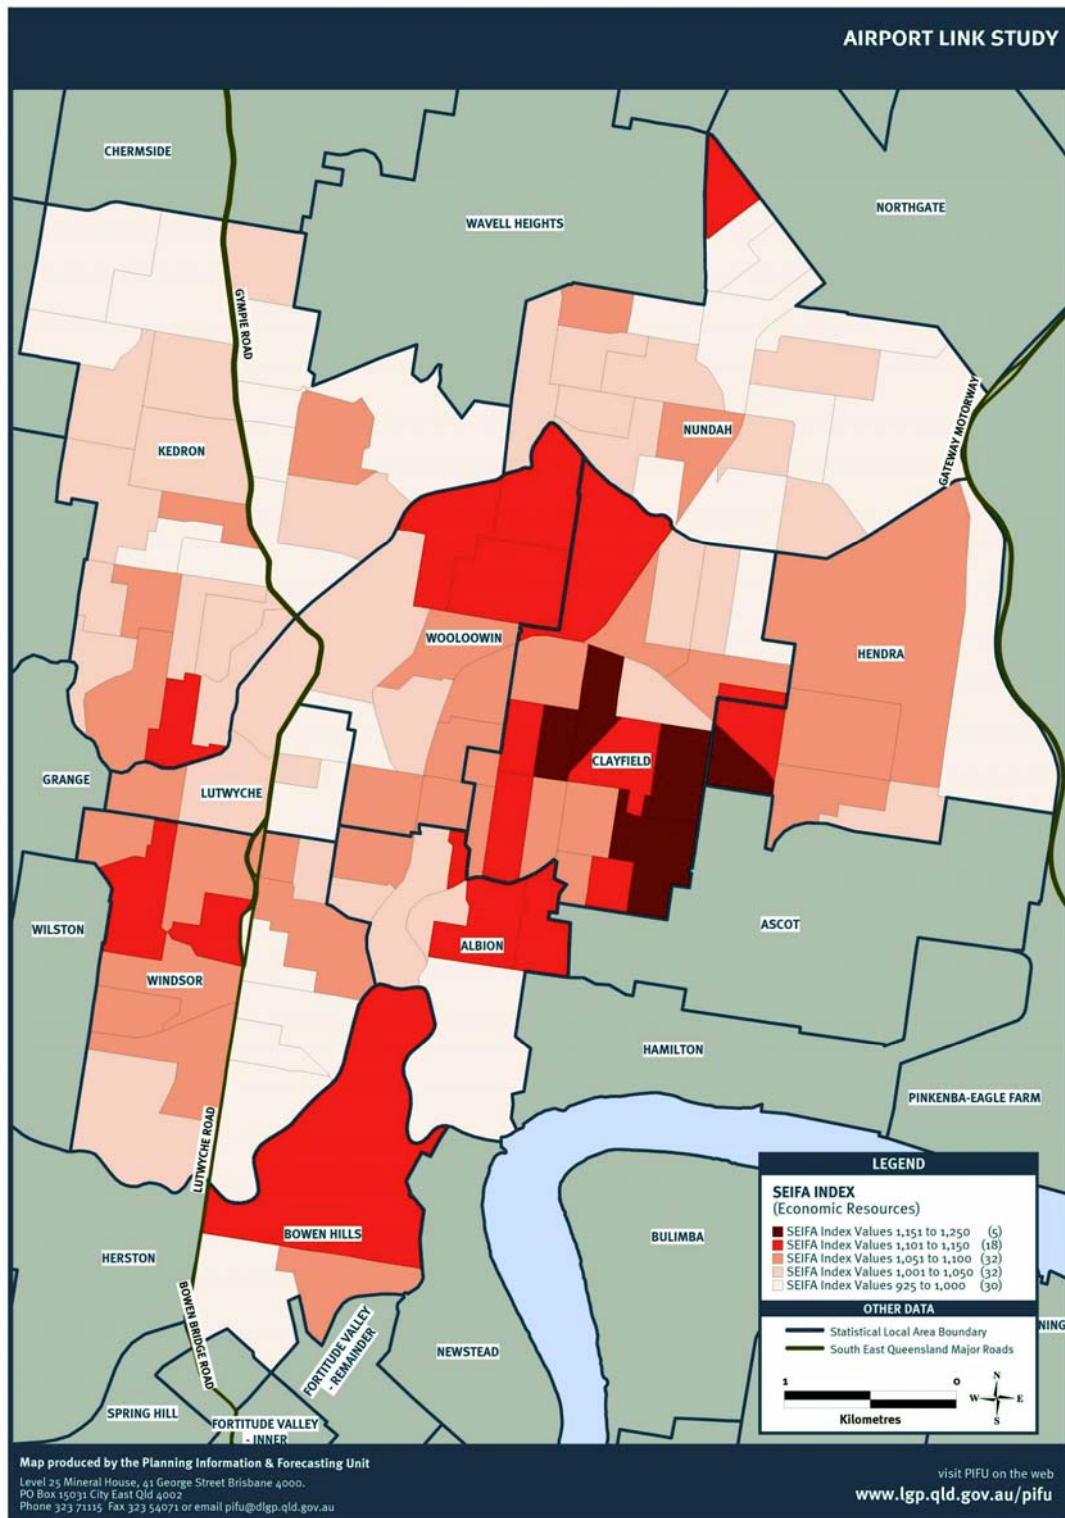 AIRPORT LINK STUDY
CHERMSIDE
WAVELL HEIGHTS
NORTHGATE
GYMPIE ROAD
GATEWAY MOTORWAY
KEDRON
NUNDAH
WOOLOOWIN
HENDRA
GRANGE
LUTWYCHE
CLAYFIELD
WILSTON
ASCOT
ALBION
WINDSOR
HAMILTON
PINKENBA-EAGLE FARM
LUTWYCHE ROAD
BOWEN HILLS
BULIMBA
HERSTON
BOWEN BRIDGE ROAD
FORTITUDE VALLEY
- REMAINDER
NEWSTEAD
NING
SPRING HILL
FORTITUDE VALLEY
- INNER
LEGEND
SEIFA INDEX
(Economic Resources)
SEIFA Index Values 1,151 to 1,250 (5)
SEIFA Index Values 1,101 to 1,150 (18)
SEIFA Index Values 1,051 to 1,100 (32)
SEIFA Index Values 1,001 to 1,050 (32)
SEIFA Index Values 925 to 1,000 (30)
OTHER DATA
Statistical Local Area Boundary
South East Queensland Major Roads
1 0
Kilometres
N
W E
S
Map produced by the Planning Information & Forecasting Unit
Level 25 Mineral House, 41 George Street Brisbane 4000.
PO Box 15031 City East Qld 4002
Phone 323 71115 Fax 323 54071 or email pifu@dlgp.qld.gov.au
visit PIFU on the web
www.lgp.qld.gov.au/pifu